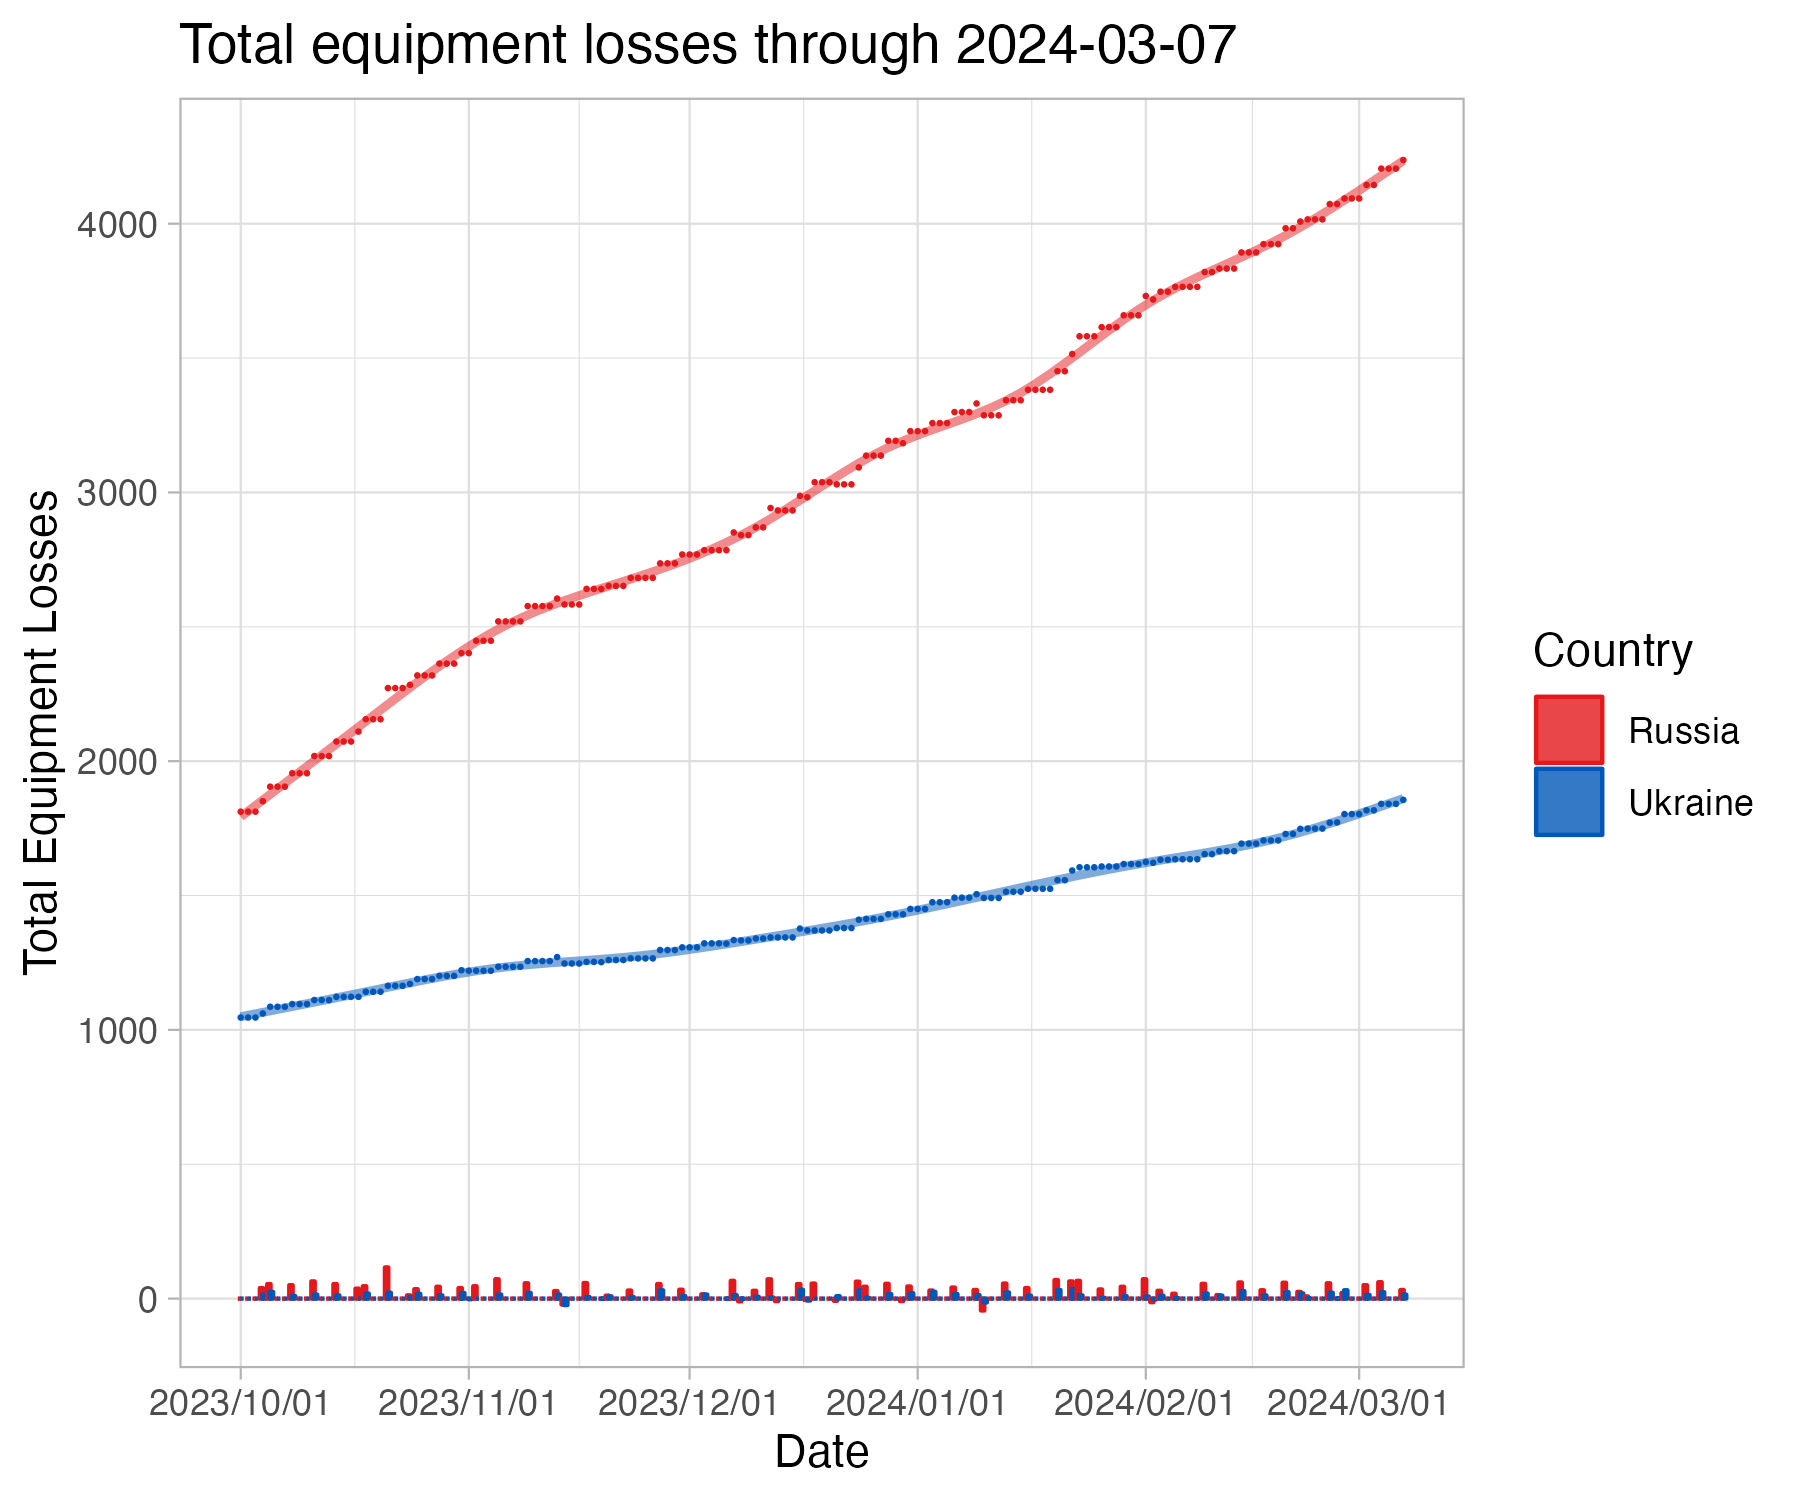 Total equipment losses through 2024-03-07
Total Equipment Losses
4000
3000
2000
1000
0
2023/10/01 2023/11/01 2023/12/01 2024/01/01 2024/02/01 2024/03/01
Date
Country
Russia
Ukraine